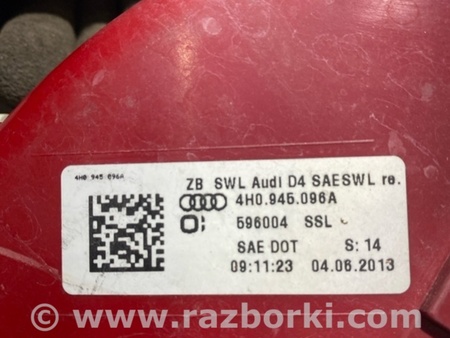 ZB SWL Audi D4 SAESWL re.
4H0 945 096A
4H0.945.096A
596004 SSL
SAE DOT S: 14
09:11:23 04.06.2013
© www.razborki.com